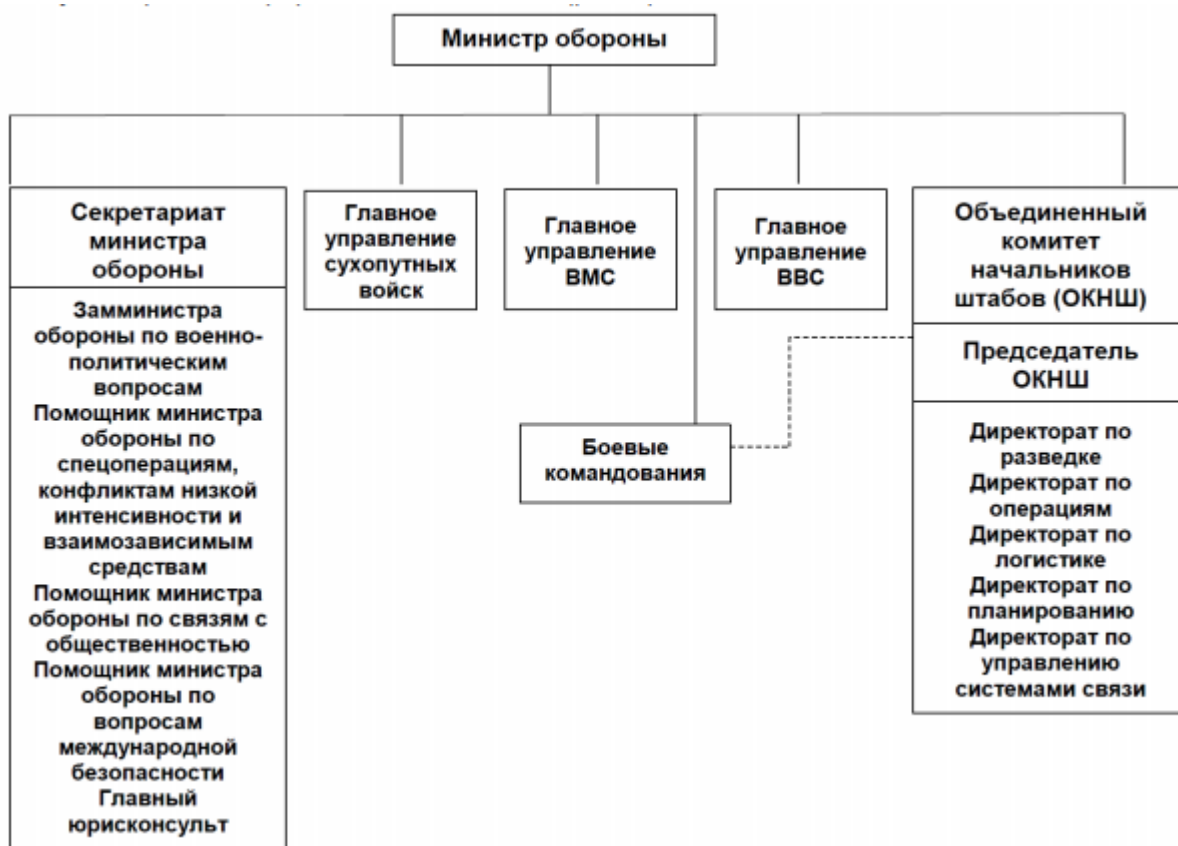 Министр обороны
Секретариат
министра
обороны
Замминистра
обороны по военно-
политическим
вопросам
Помощник министра
обороны по
спецоперациям,
конфликтам низкой
интенсивности и
взаимозависимым
средствам
Помощник министра
обороны по связям с
общественностью
Помощник министра
обороны по
вопросам
международной
безопасности
Главный
юрисконсульт
Главное
управление
сухопутных
войск
Главное
управление
ВМС
Главное
управление
ВВС
Боевые
командования
Объединенный
комитет
начальников
штабов (ОКНШ)
Председатель
ОКНШ
Директорат по
разведке
Директорат по
операциям
Директорат по
логистике
Директорат по
планированию
Директорат по
управлению
системами связи